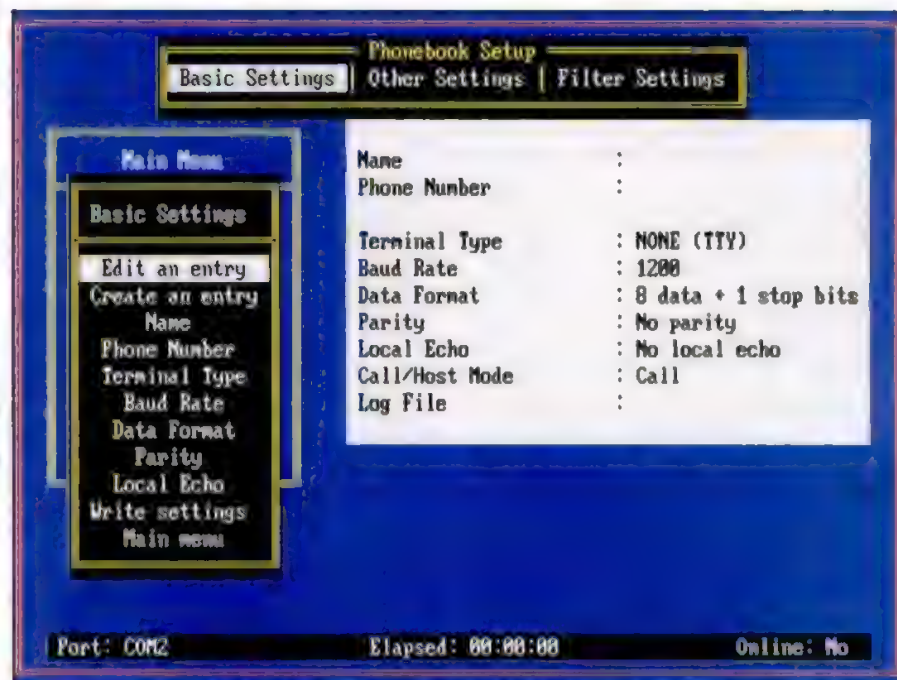 Phonebook Setup
Basic Settings | Other Settings | Filter Settings
Main Menu
Basic Settings
Edit an entry
Create an entry
Name
Phone Number
Terminal Type
Baud Rate
Data Format
Parity
Local Echo
Write settings
Main menu
Name :
Phone Number :
Terminal Type : NONE (TTY)
Baud Rate : 1200
Data Format : 8 data + 1 stop bits
Parity : No parity
Local Echo : No local echo
Call/Host Mode : Call
Log File :
Port: COM2 Elapsed: 00:00:00 Online: No